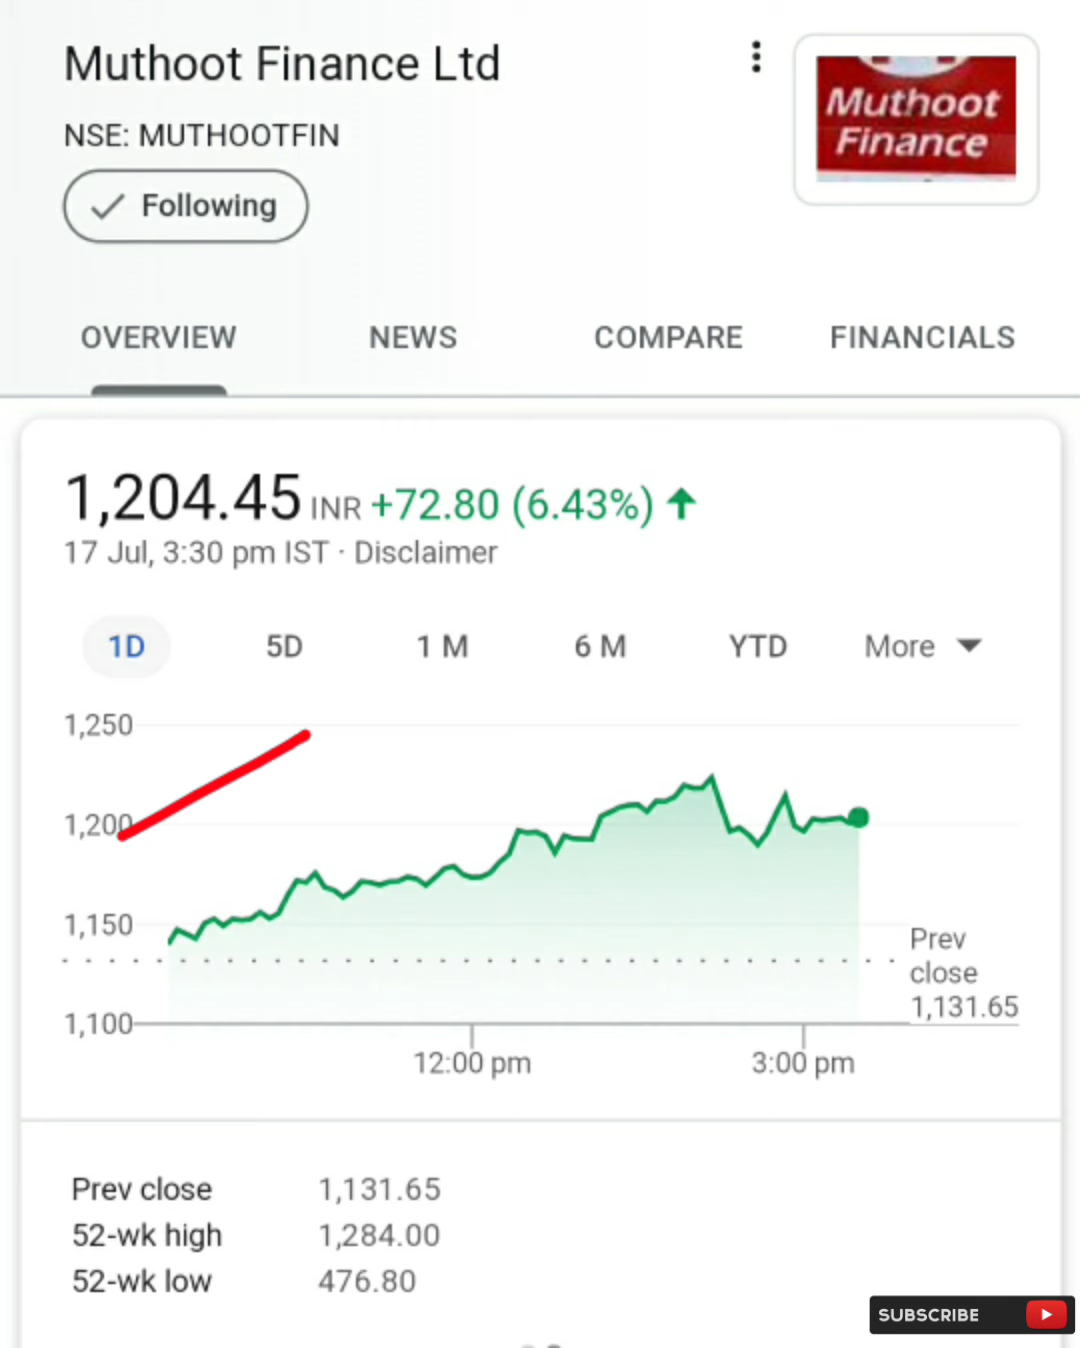 Muthoot Finance Ltd
NSE: MUTHOOTFIN
Following
Muthoot
Finance
OVERVIEW NEWS COMPARE FINANCIALS
1,204.45 INR +72.80 (6.43%) ↑
17 Jul, 3:30 pm IST · Disclaimer
1D 5D 1 M 6 M YTD More
1,250
1,200
1,150
Prev
close
1,131.65
1,100
12:00 pm 3:00 pm
Prev close 1,131.65
52-wk high 1,284.00
52-wk low 476.80
SUBSCRIBE